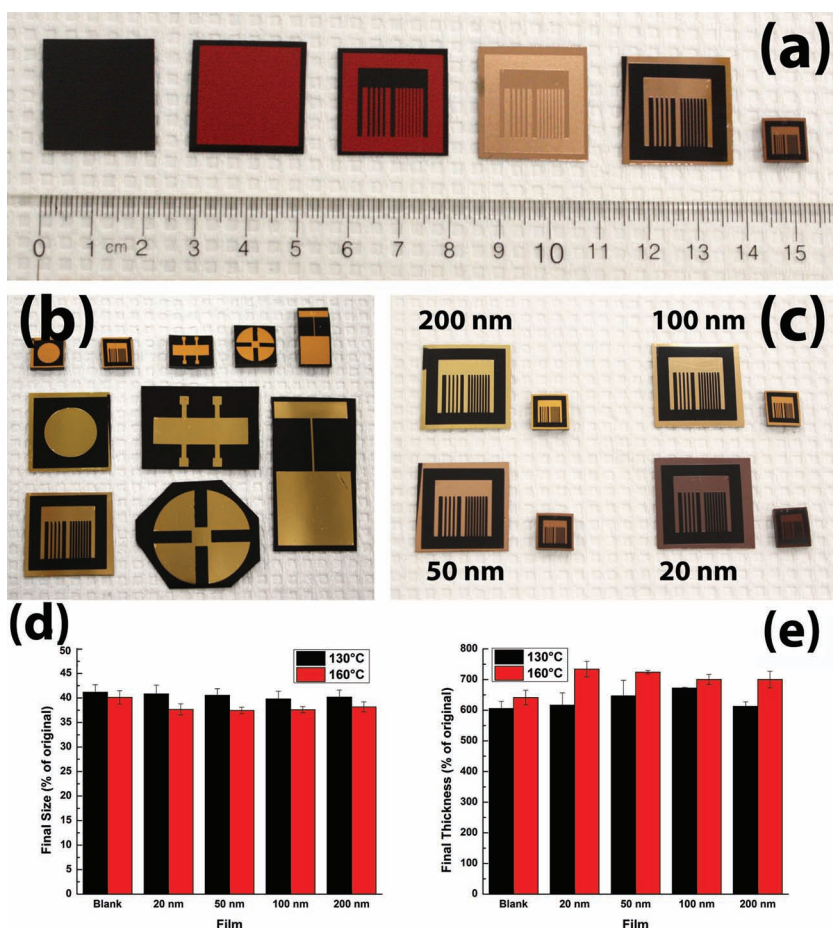 (a)
0 1 cm 2 3 4 5 6 7 8 9 10 11 12 13 14 15
(b)
(c)
200 nm 100 nm
50 nm 20 nm
(d)
50
45
40
35
30
25
20
15
10
5
0
Final Size (% of original)
130°C
160°C
Blank 20 nm 50 nm 100 nm 200 nm
Film
(e)
800
700
600
500
400
300
200
100
0
Final Thickness (% of original)
130°C
160°C
Blank 20 nm 50 nm 100 nm 200 nm
Film